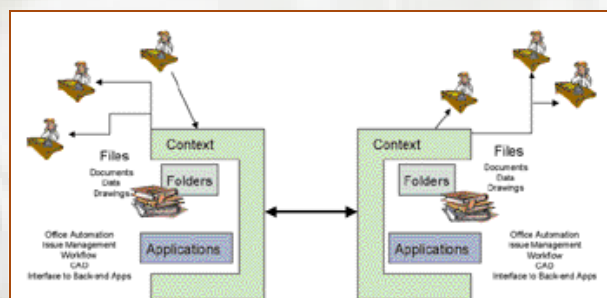 Context
Files
Documents
Data
Drawings
Folders
Office Automation
Issue Management
Workflow
CAD
Interface to Back-end Apps
Applications
Context
Files
Documents
Data
Drawings
Folders
Applications
Office Automation
Issue Management
Workflow
CAD
Interface to Back-end Apps